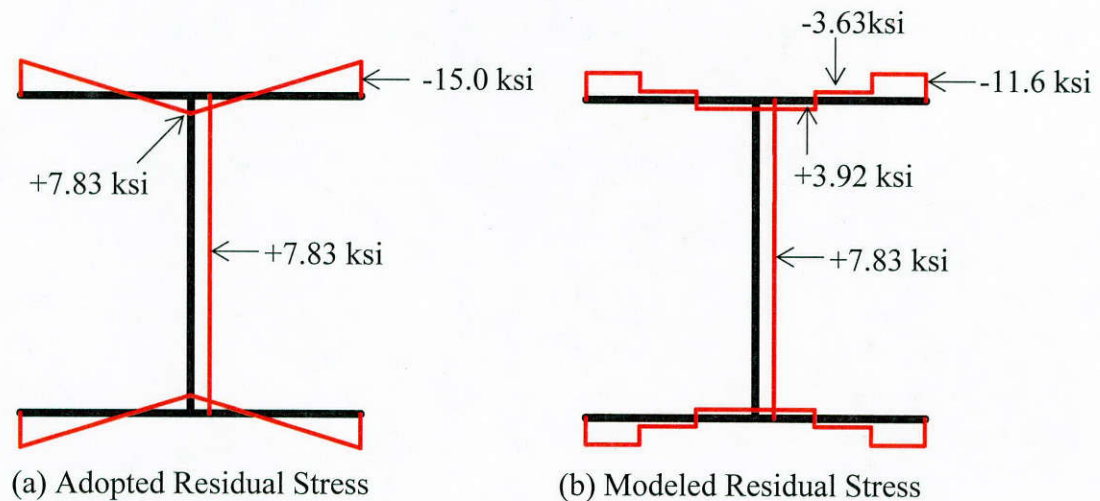 -15.0 ksi
+7.83 ksi
+7.83 ksi
(a) Adopted Residual Stress
-3.63ksi
-11.6 ksi
+3.92 ksi
+7.83 ksi
(b) Modeled Residual Stress